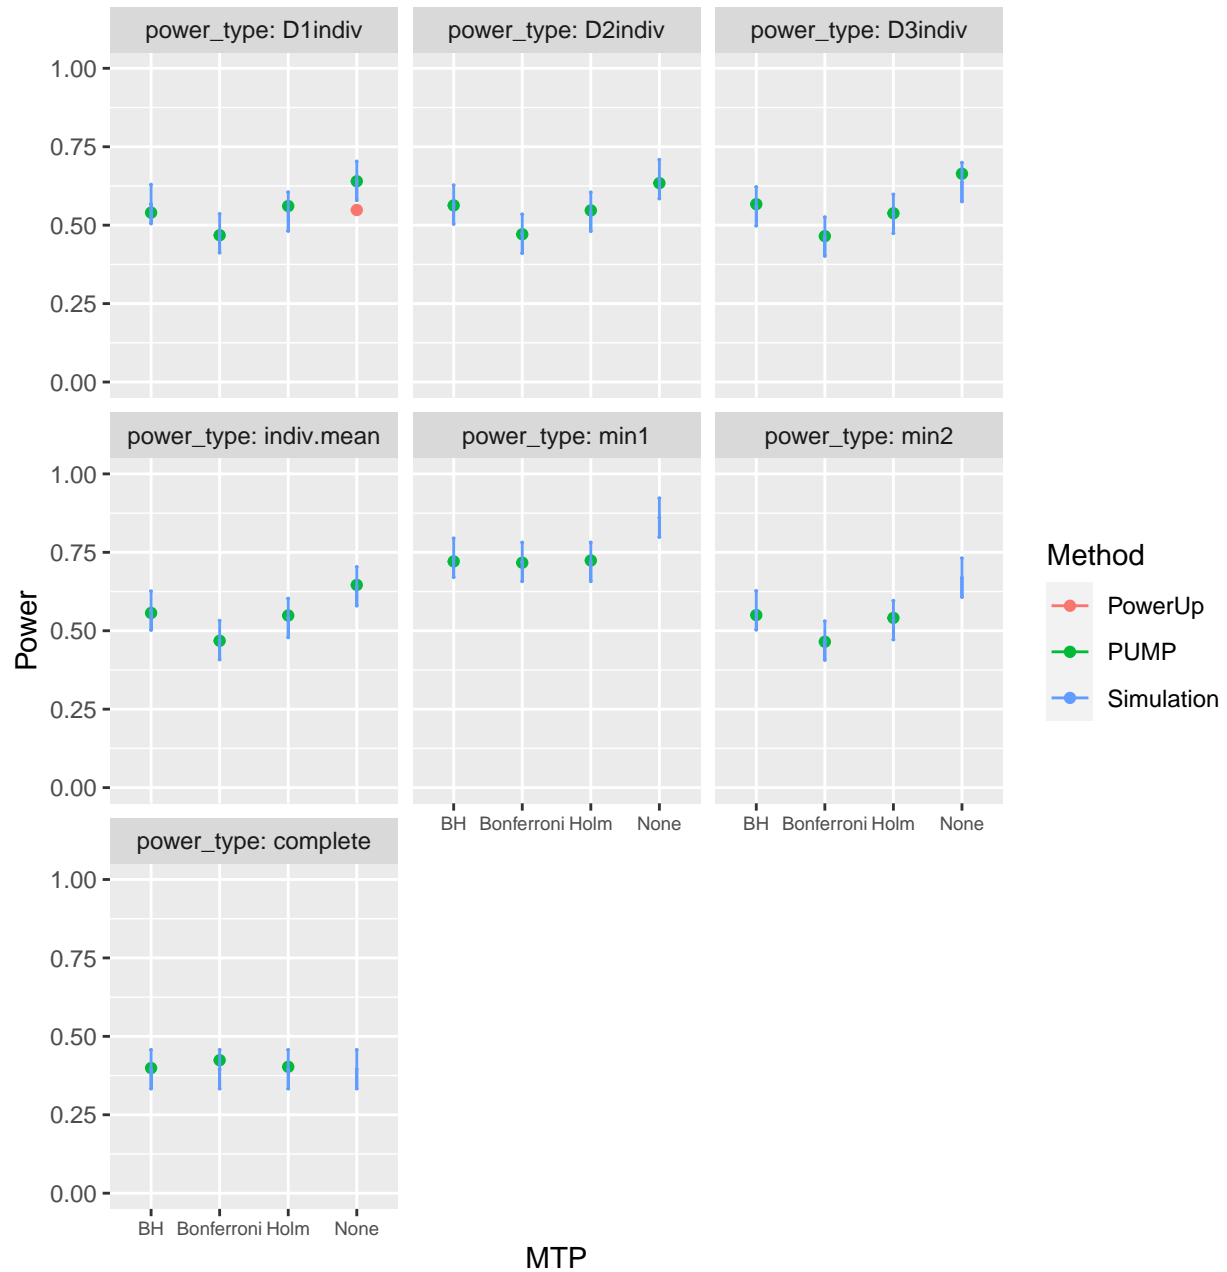 power_type: D1indiv
power_type: D2indiv
power_type: D3indiv
1.00
0.75
0.50
0.25
0.00
power_type: indiv.mean
power_type: min1
power_type: min2
1.00
0.75
0.50
0.25
0.00
BH Bonferroni Holm None
BH Bonferroni Holm None
power_type: complete
1.00
0.75
0.50
0.25
0.00
BH Bonferroni Holm None
Power
MTP
Method
PowerUp
PUMP
Simulation